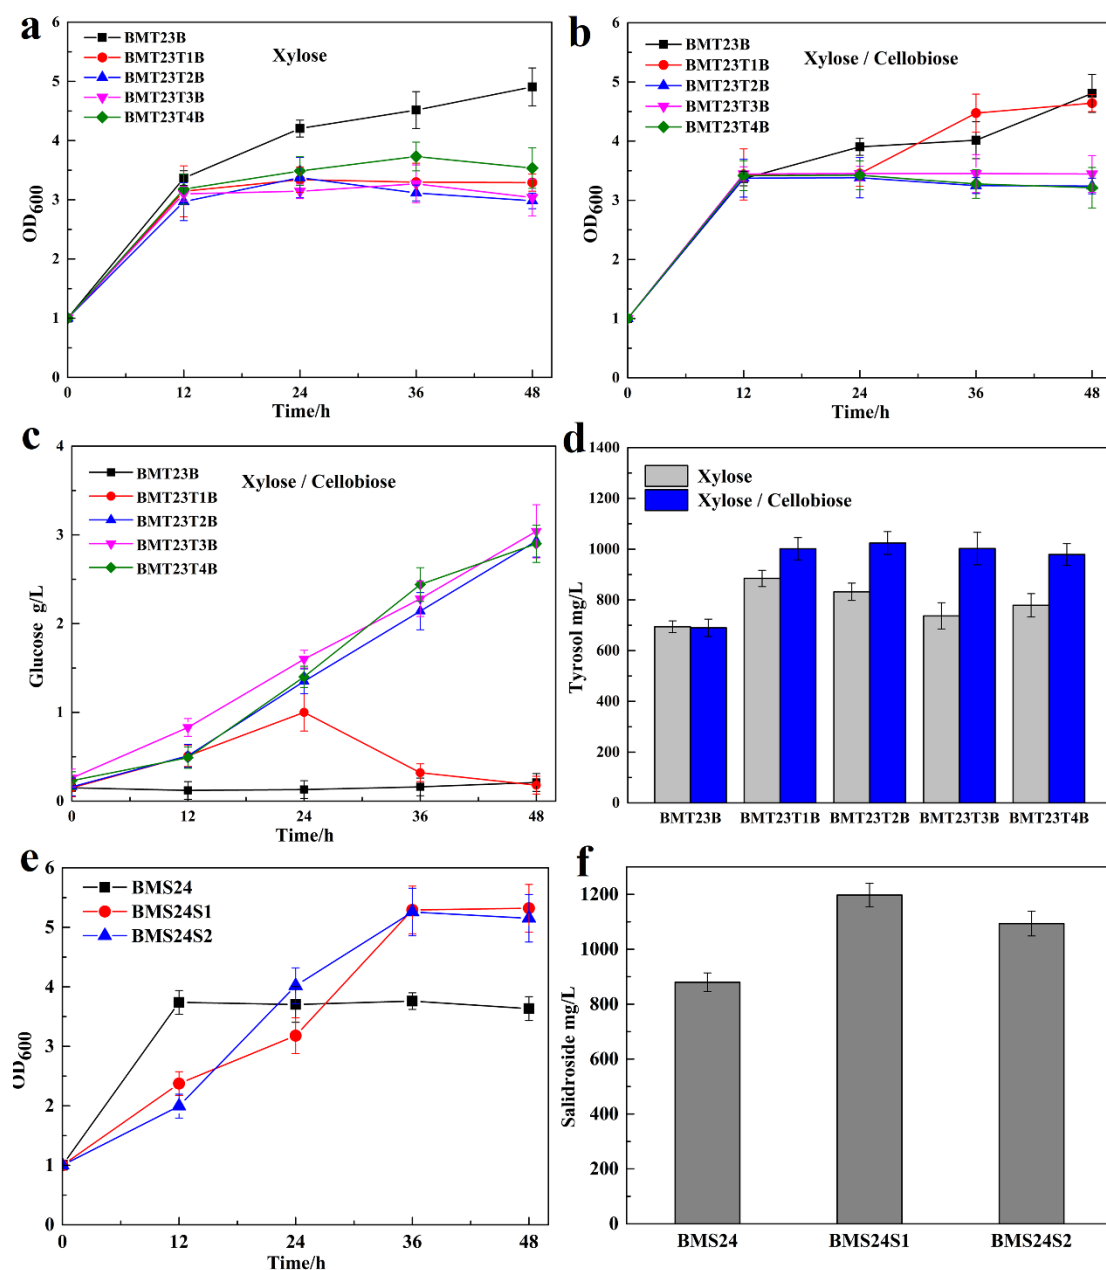 a
6
5
4
3
2
1
0
OD600
BMT23B
BMT23T1B
BMT23T2B
BMT23T3B
BMT23T4B
Xylose
0 12 24 36 48
Time/h
b
6
5
4
3
2
1
0
OD600
BMT23B
BMT23T1B
BMT23T2B
BMT23T3B
BMT23T4B
Xylose / Cellobiose
0 12 24 36 48
Time/h
c
4
3
2
1
0
Glucose g/L
BMT23B
BMT23T1B
BMT23T2B
BMT23T3B
BMT23T4B
Xylose / Cellobiose
0 12 24 36 48
Time/h
d
1400
1200
1000
800
600
400
200
0
Tyrosol mg/L
Xylose
Xylose / Cellobiose
BMT23B BMT23T1B BMT23T2B BMT23T3B BMT23T4B
e
6
5
4
3
2
1
0
OD600
BMS24
BMS24S1
BMS24S2
0 12 24 36 48
Time/h
f
1200
1000
800
600
400
200
0
Salidroside mg/L
BMS24 BMS24S1 BMS24S2